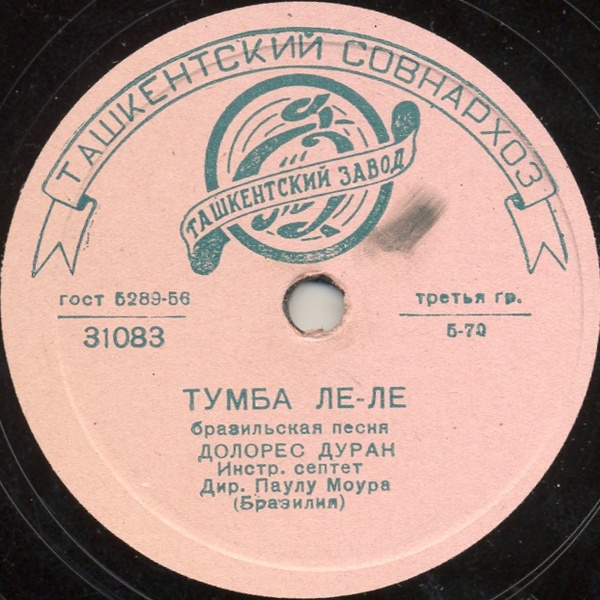 ТАШКЕНТСКИЙ СОВНАРХОЗ
ТАШКЕНТСКИЙ ЗАВОД
гост 5289-56
31083
третья гр.
Б-70
ТУМБА ЛЕ-ЛЕ
бразильская песня
ДОЛОРЕС ДУРАН
Инстр. септет
Дир. Паулу Моура
(Бразилия)